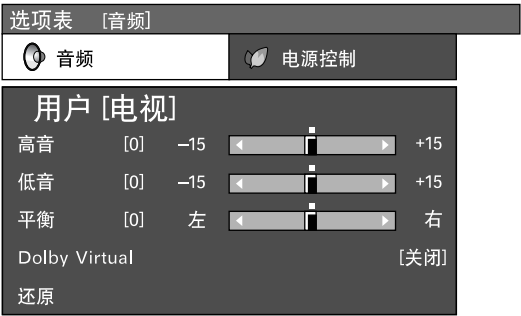 选项表 [音频]
音频 电源控制
用户 [电视]
高音 [0] –15 +15
低音 [0] –15 +15
平衡 [0] 左 右
Dolby Virtual [关闭]
还原